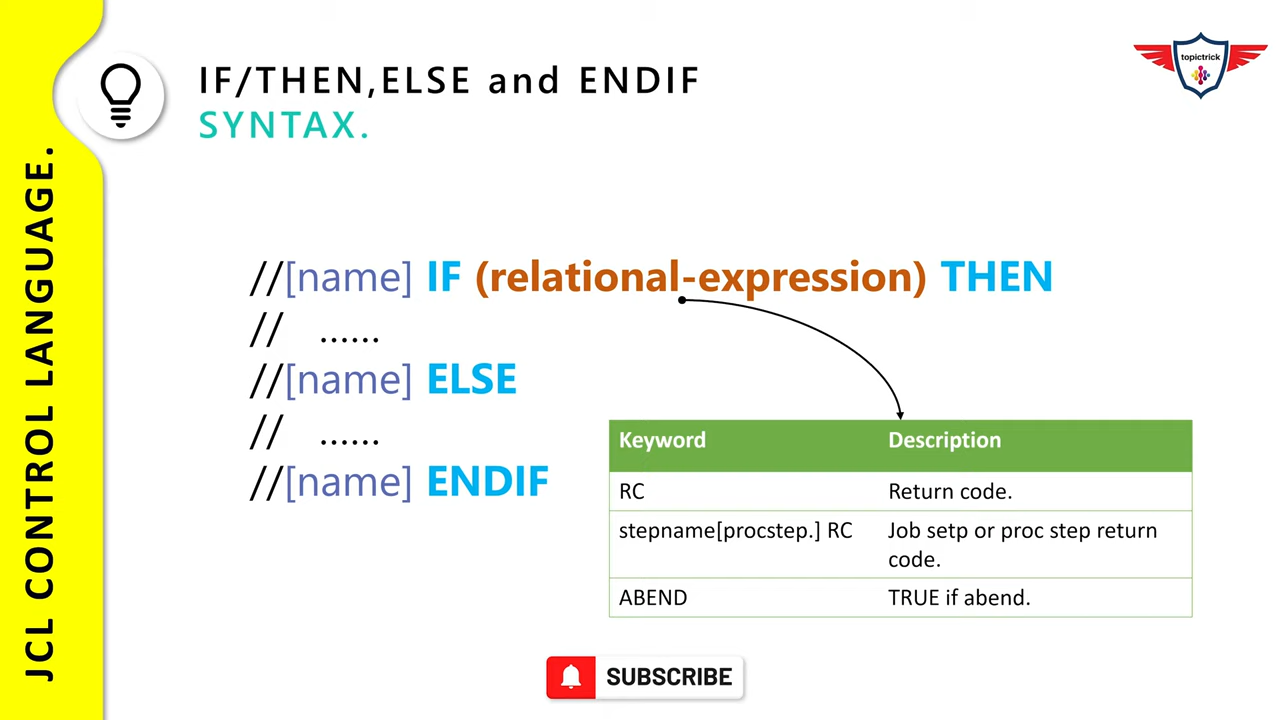 JCL CONTROL LANGUAGE.
IF/THEN,ELSE and ENDIF
SYNTAX.
topictrick
//[name] IF (relational-expression) THEN
// ......
//[name] ELSE
// ......
//[name] ENDIF
Keyword Description
RC Return code.
stepname[procstep.] RC Job setp or proc step return
code.
ABEND TRUE if abend.
SUBSCRIBE